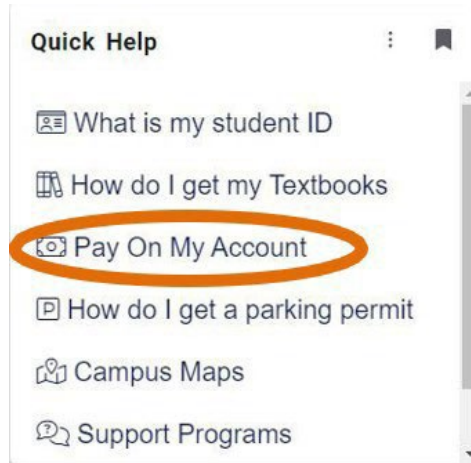 Quick Help
What is my student ID
How do I get my Textbooks
Pay On My Account
P How do I get a parking permit
Campus Maps
Support Programs